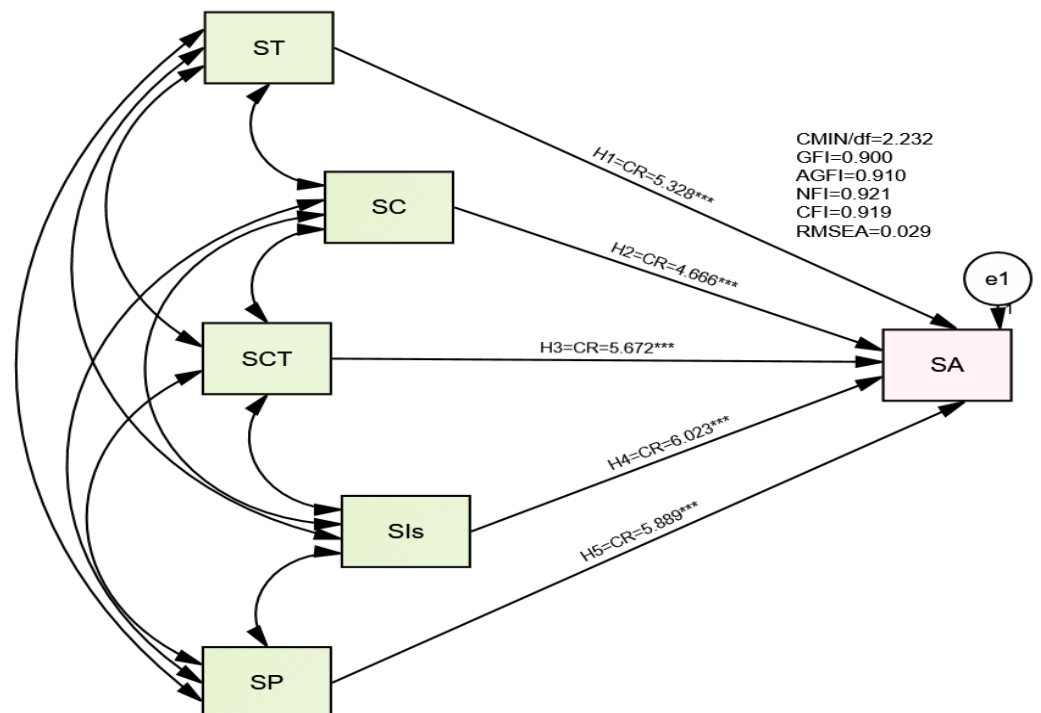 ST
H1=CR=5.328***
CMIN/df=2.232
GFI=0.900
AGFI=0.910
NFI=0.921
CFI=0.919
RMSEA=0.029
SC
H2=CR=4.666***
e1
1
SCT
H3=CR=5.672***
SA
H4=CR=6.023***
SIs
H5=CR=5.889***
SP